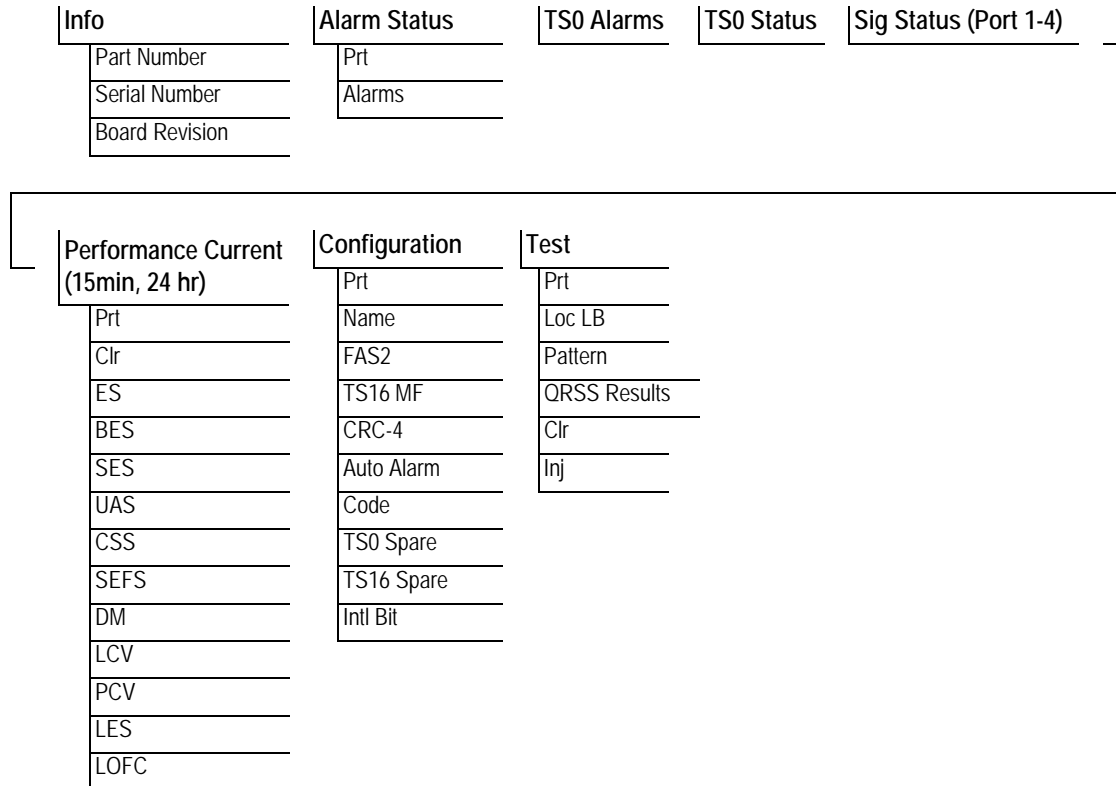 Info
Part Number
Serial Number
Board Revision
Alarm Status
Prt
Alarms
TS0 Alarms
TS0 Status
Sig Status (Port 1-4)
Performance Current
(15min, 24 hr)
Prt
Clr
ES
BES
SES
UAS
CSS
SEFS
DM
LCV
PCV
LES
LOFC
Configuration
Prt
Name
FAS2
TS16 MF
CRC-4
Auto Alarm
Code
TS0 Spare
TS16 Spare
Intl Bit
Test
Prt
Loc LB
Pattern
QRSS Results
Clr
Inj